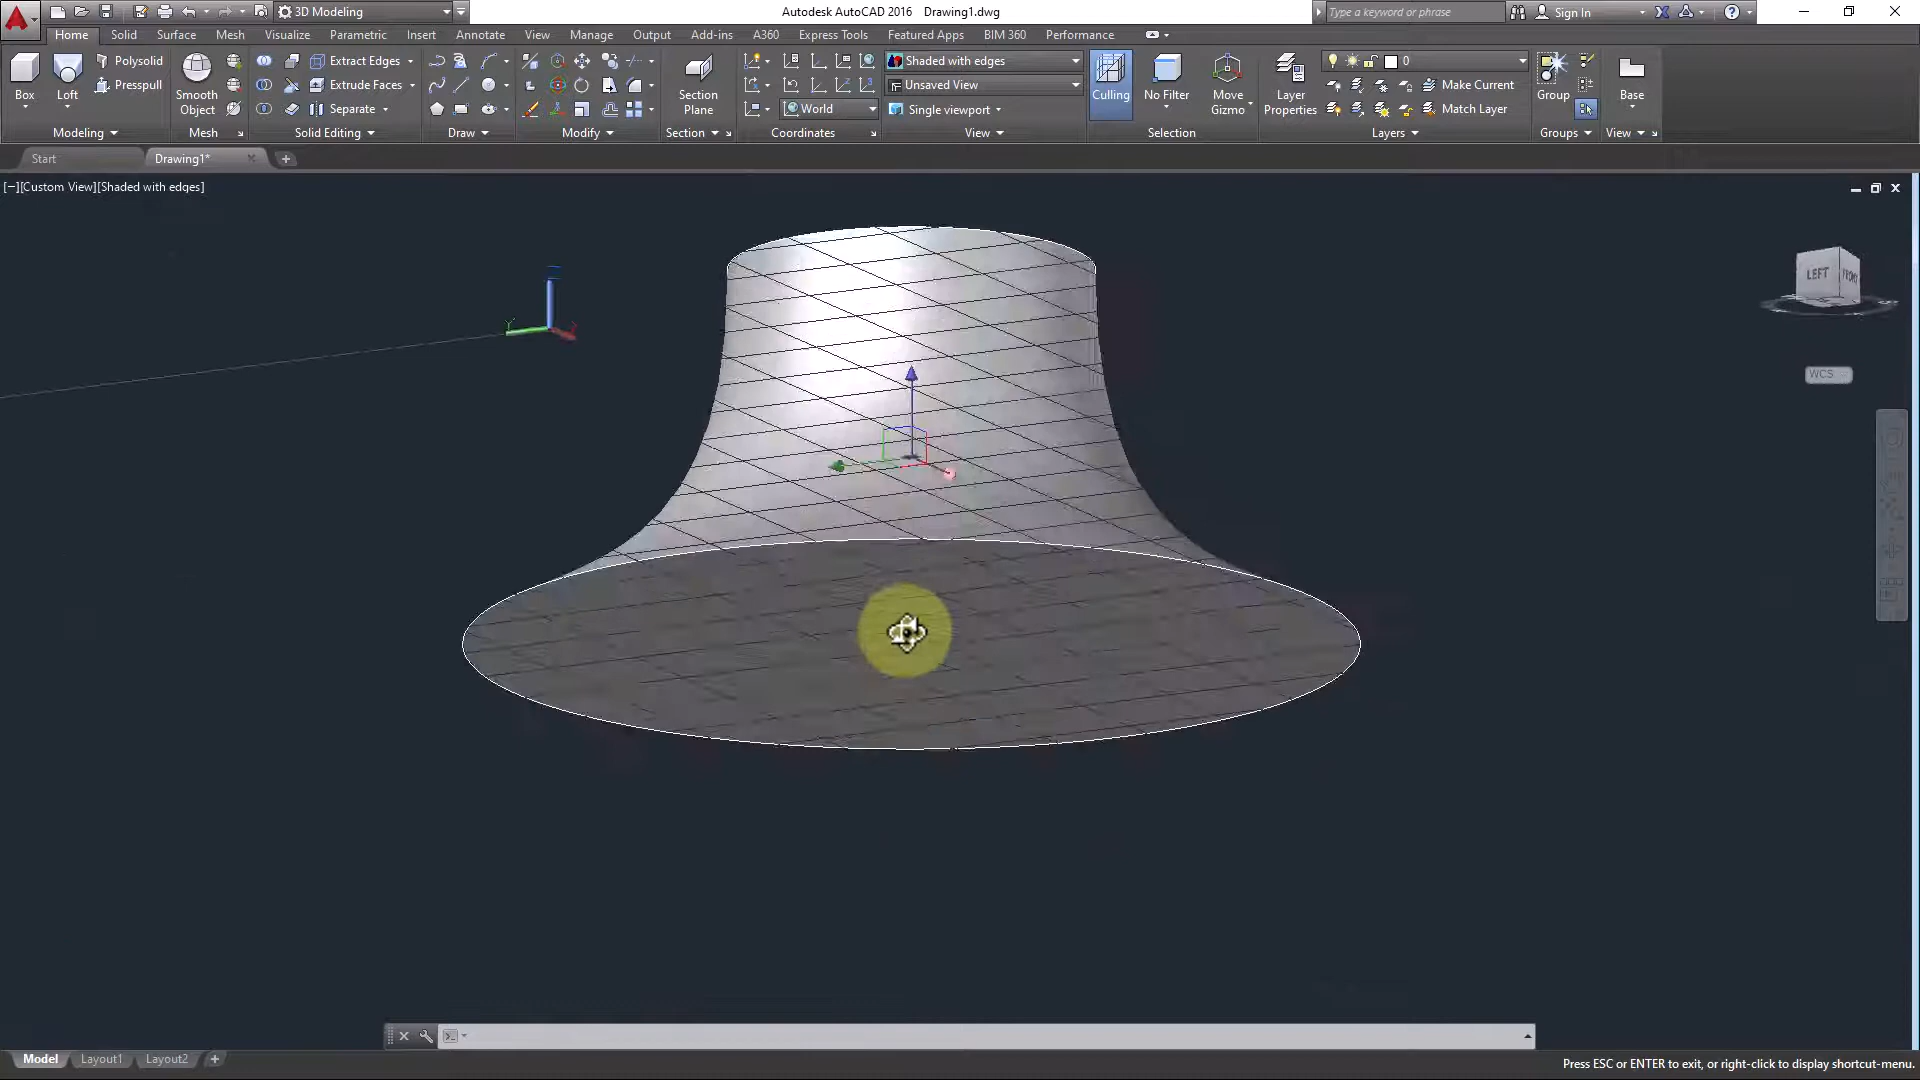 3D Modeling
Autodesk AutoCAD 2016 Drawing1.dwg
Type a keyword or phrase
Sign In
Home Solid Surface Mesh Visualize Parametric Insert Annotate View Manage Output Add-ins A360 Express Tools Featured Apps BIM 360 Performance
Box
Loft
Polysolid
Presspull
Modeling
Smooth
Object
Mesh
Extract Edges
Extrude Faces
Separate
Solid Editing
Draw
Modify
Section
Plane
Section
World
Coordinates
Shaded with edges
Unsaved View
Single viewport
View
Culling
No Filter
Move
Gizmo
Selection
Layer
Properties
0
Make Current
Match Layer
Layers
Group
Groups
Base
View
Start
Drawing1*
[−][Custom View][Shaded with edges]
LEFT
FRONT
Y
WCS
Model Layout1 Layout2
Press ESC or ENTER to exit, or right-click to display shortcut-menu.